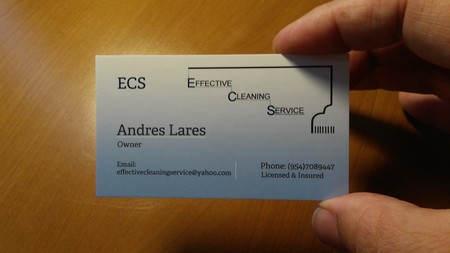 ECS
EFFECTIVE
CLEANING
SERVICE
Andres Lares
Owner
Email:
effectivecleaningservice@yahoo.com
Phone: (954)7089447
Licensed & Insured